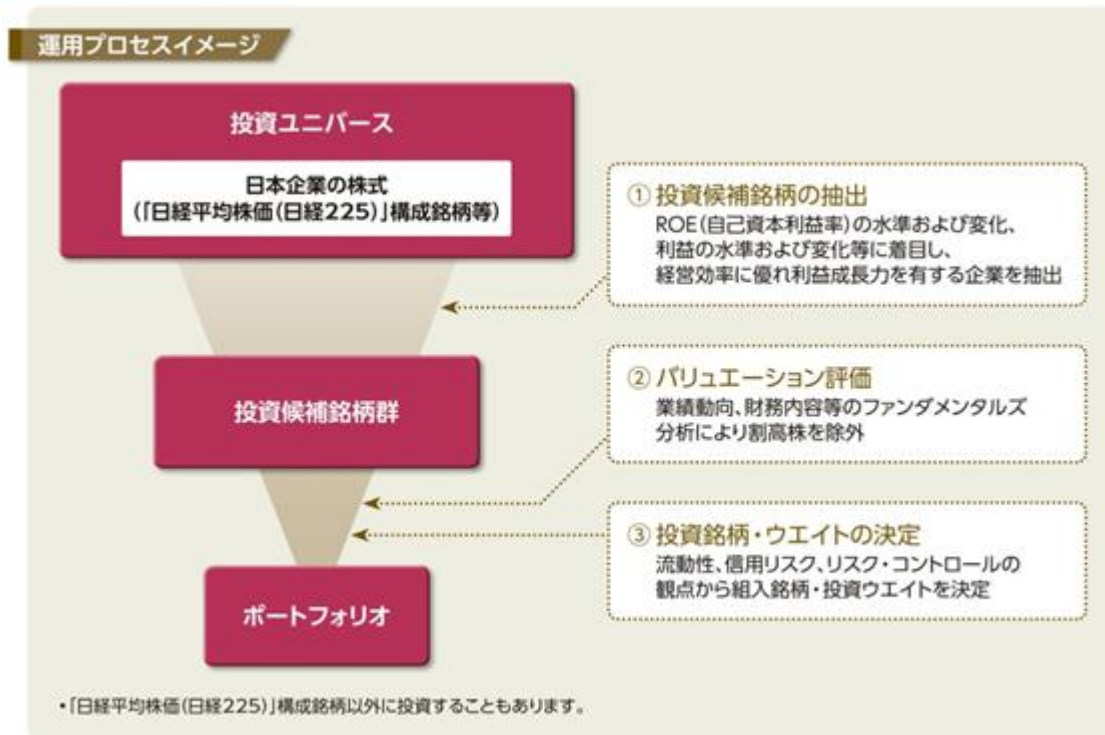 運用プロセスイメージ
投資ユニバース
日本企業の株式
(「日経平均株価(日経225)」構成銘柄等)
① 投資候補銘柄の抽出
ROE(自己資本利益率)の水準および変化、
利益の水準および変化等に着目し、
経営効率に優れ利益成長力を有する企業を抽出
投資候補銘柄群
② バリュエーション評価
業績動向、財務内容等のファンダメンタルズ
分析により割高株を除外
③ 投資銘柄・ウエイトの決定
流動性、信用リスク、リスク・コントロールの
観点から組入銘柄・投資ウエイトを決定
ポートフォリオ
・「日経平均株価(日経225)」構成銘柄以外に投資することもあります。